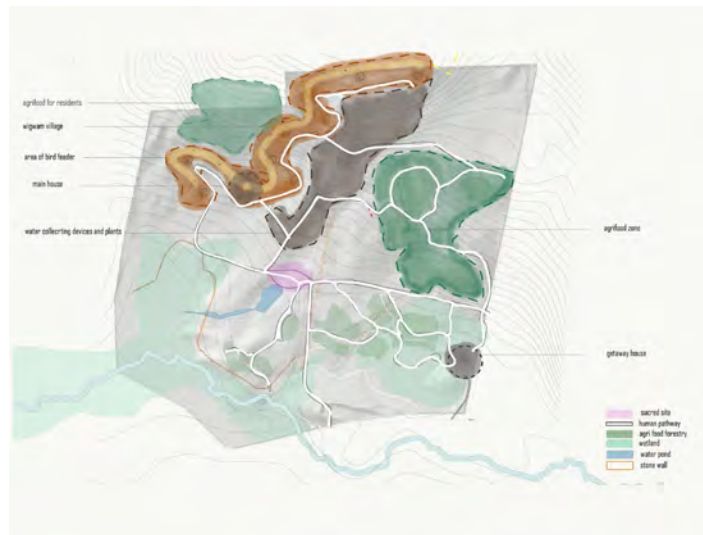 agrifood for residents
wigwam village
area of bird feeder
main house
water collecrting devices and plants
agrifood zone
getaway house
sacred site
human pathway
agri food forestry
wetland
water pond
stone wall